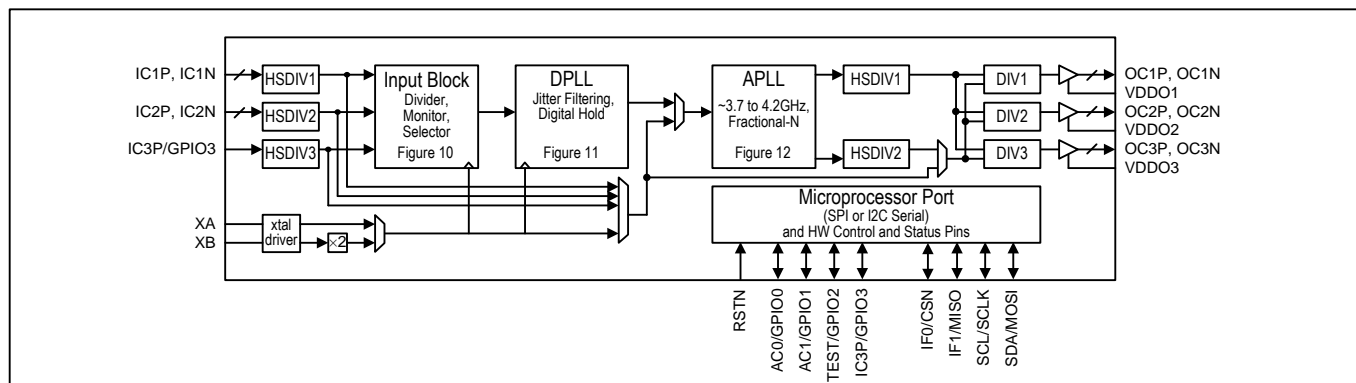 IC1P, IC1N
HSDIV1
IC2P, IC2N
HSDIV2
IC3P/GPIO3
HSDIV3
XA
XB
xtal
driver
×2
Input Block
Divider,
Monitor,
Selector
Figure 10
DPLL
Jitter Filtering,
Digital Hold
Figure 11
APLL
~3.7 to 4.2GHz,
Fractional-N
Figure 12
HSDIV1
HSDIV2
DIV1
DIV2
DIV3
OC1P, OC1N
VDDO1
OC2P, OC2N
VDDO2
OC3P, OC3N
VDDO3
Microprocessor Port
(SPI or I2C Serial)
and HW Control and Status Pins
RSTN
AC0/GPIO0
AC1/GPIO1
TEST/GPIO2
IC3P/GPIO3
IF0/CSN
IF1/MISO
SCL/SCLK
SDA/MOSI